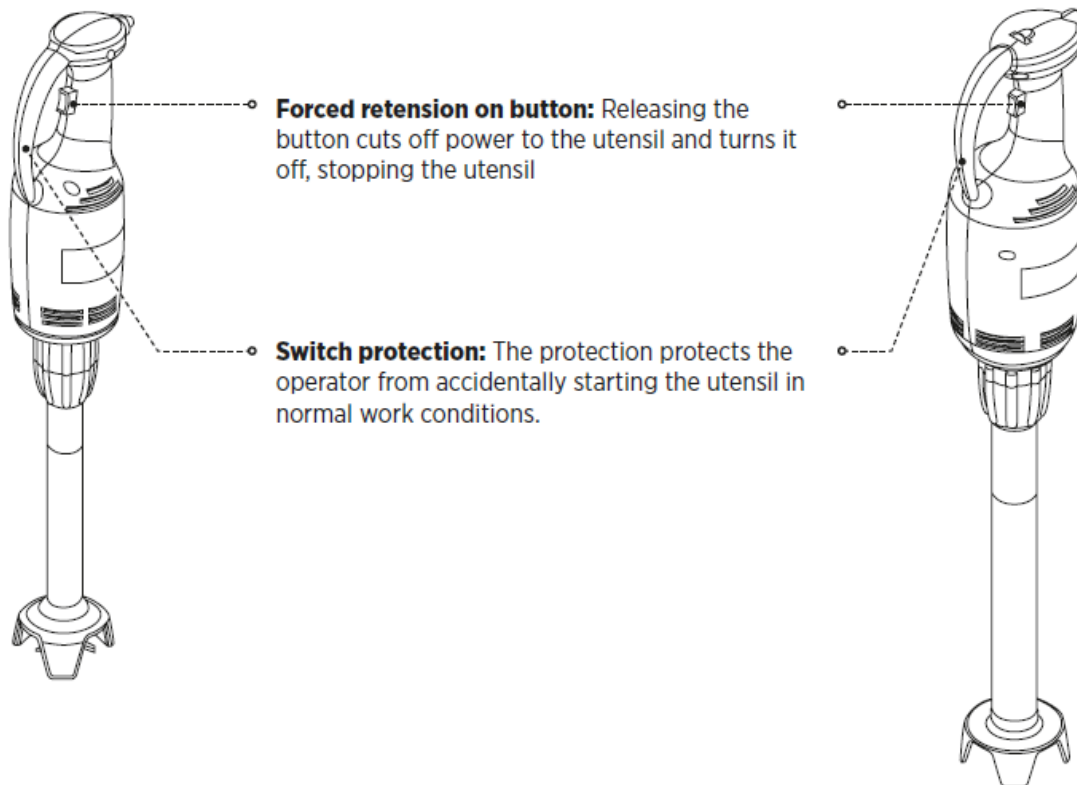 Forced retension on button: Releasing the
button cuts off power to the utensil and turns it
off, stopping the utensil
Switch protection: The protection protects the
operator from accidentally starting the utensil in
normal work conditions.